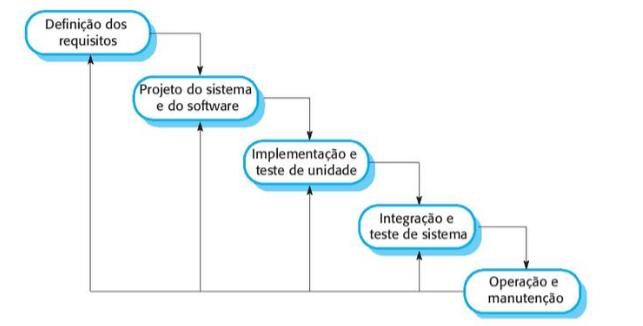 Definição dos
requisitos
Projeto do sistema
e do software
Implementação e
teste de unidade
Integração e
teste de sistema
Operação e
manutenção